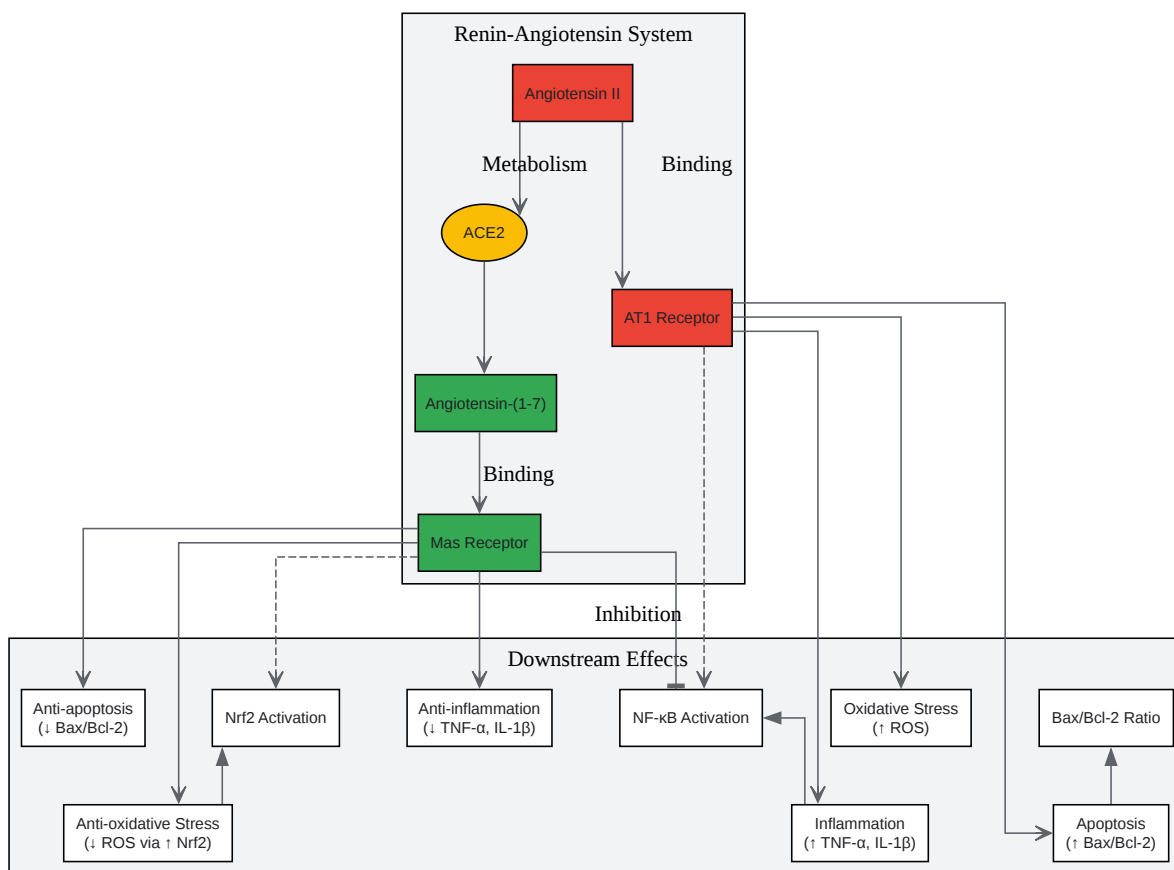 Renin-Angiotensin System
Angiotensin II
Metabolism
Binding
ACE2
AT1 Receptor
Angiotensin-(1-7)
Binding
Mas Receptor
Inhibition
Downstream Effects
Anti-apoptosis
(↓ Bax/Bcl-2)
Nrf2 Activation
Anti-inflammation
(↓ TNF-α, IL-1β)
NF-κB Activation
Oxidative Stress
(↑ ROS)
Bax/Bcl-2 Ratio
Anti-oxidative Stress
(↓ ROS via ↑ Nrf2)
Inflammation
(↑ TNF-α, IL-1β)
Apoptosis
(↑ Bax/Bcl-2)